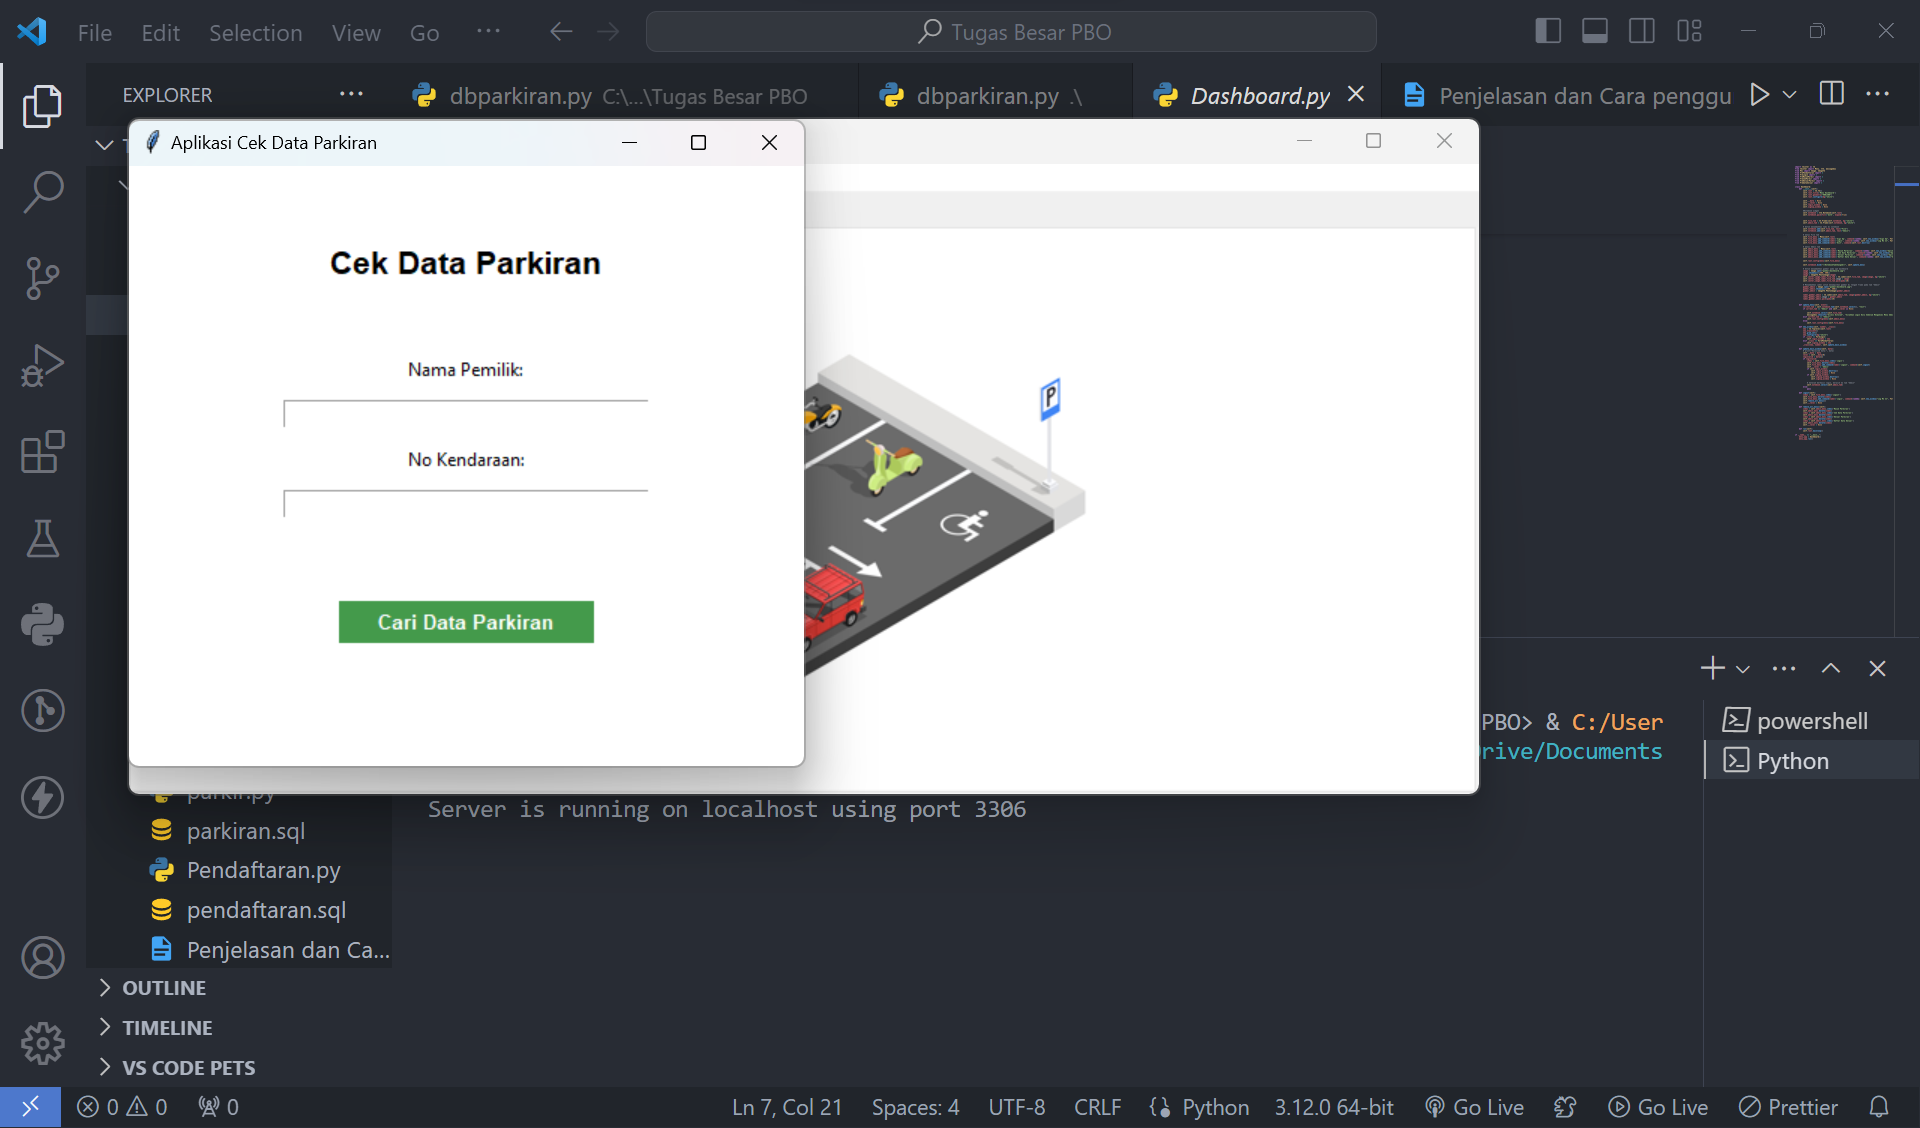 File Edit Selection View Go
Tugas Besar PBO
EXPLORER
dbparkiran.py C:\...\Tugas Besar PBO
dbparkiran.py .\
Dashboard.py
Penjelasan dan Cara penggu
Aplikasi Cek Data Parkiran
Cek Data Parkiran
Nama Pemilik:
No Kendaraan:
Cari Data Parkiran
P
PBO> & C:/User
rive/Documents
Server is running on localhost using port 3306
powershell
Python
parkir.py
parkiran.sql
Pendaftaran.py
pendaftaran.sql
Penjelasan dan Ca...
OUTLINE
TIMELINE
VS CODE PETS
0 0 0
Ln 7, Col 21 Spaces: 4 UTF-8 CRLF Python 3.12.0 64-bit Go Live Go Live Prettier